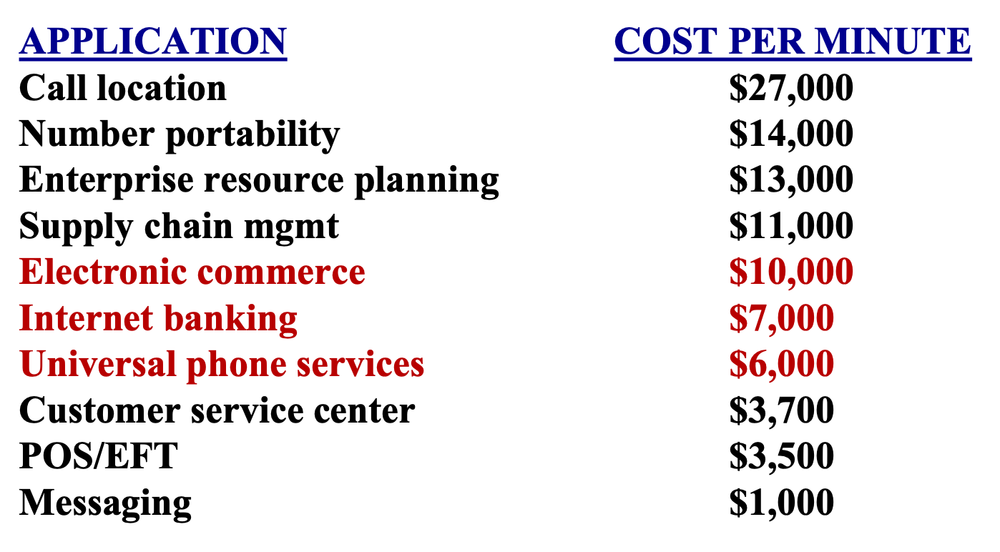 APPLICATION COST PER MINUTE
Call location $27,000
Number portability $14,000
Enterprise resource planning $13,000
Supply chain mgmt $11,000
Electronic commerce $10,000
Internet banking $7,000
Universal phone services $6,000
Customer service center $3,700
POS/EFT $3,500
Messaging $1,000